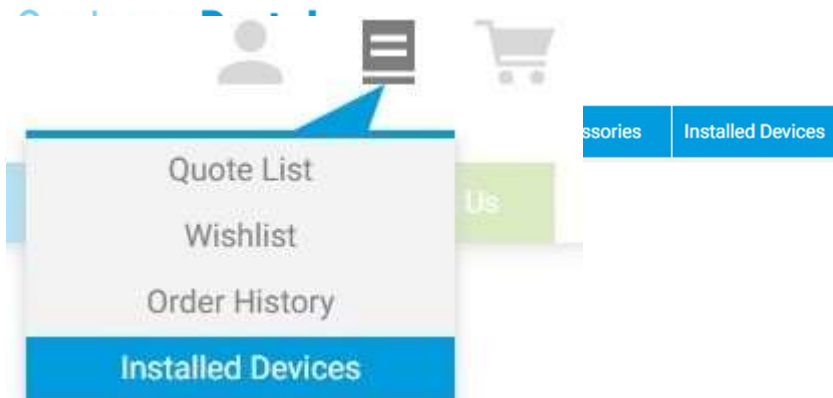 Quote List
Us
Wishlist
Order History
Installed Devices
ssories
Installed Devices